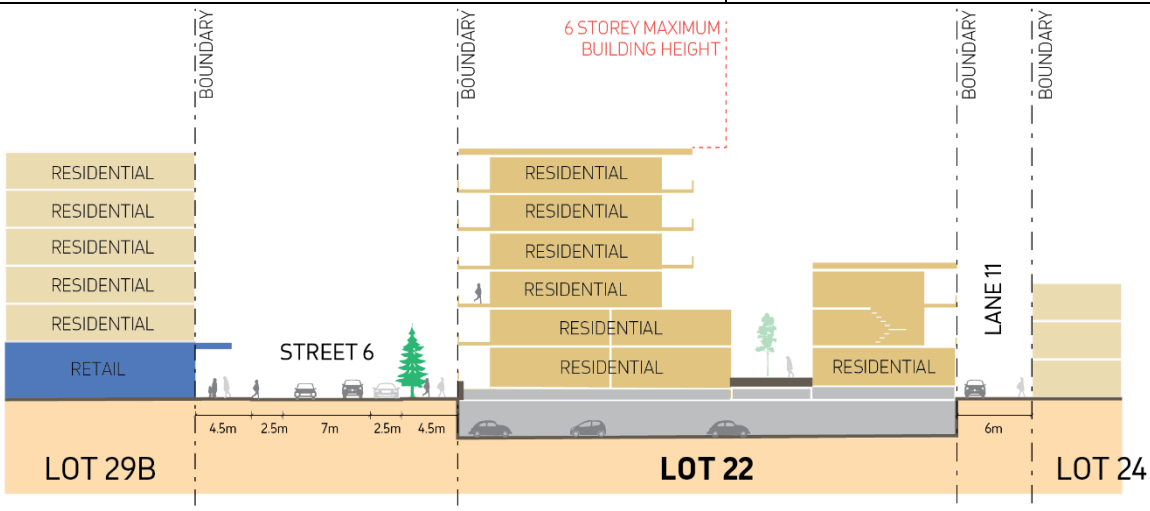 BOUNDARY
BOUNDARY
6 STOREY MAXIMUM
BUILDING HEIGHT
BOUNDARY
BOUNDARY
RESIDENTIAL
RESIDENTIAL
RESIDENTIAL
RESIDENTIAL
RESIDENTIAL
RETAIL
STREET 6
RESIDENTIAL
RESIDENTIAL
RESIDENTIAL
RESIDENTIAL
RESIDENTIAL
RESIDENTIAL
RESIDENTIAL
LANE 11
4.5m
2.5m
7m
2.5m
4.5m
6m
LOT 29B
LOT 22
LOT 24